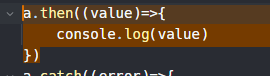 a.then((value)=>{
console.log(value)
})
a.catch((error)=>{